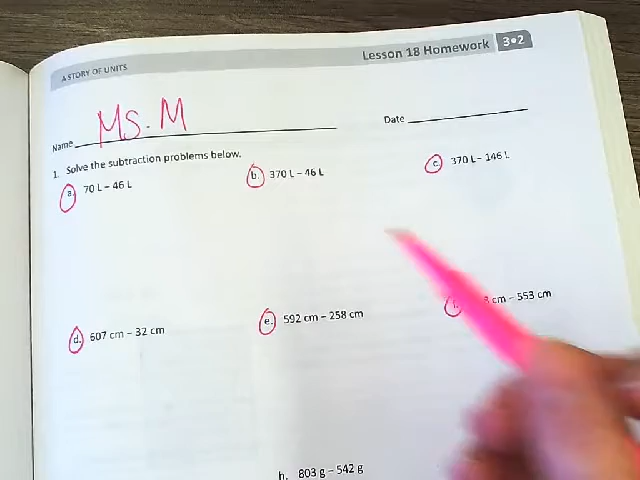 A STORY OF UNITS
Lesson 18 Homework 3•2
Name MS. M
Date
1. Solve the subtraction problems below.
a. 70 L – 46 L
b. 370 L – 46 L
c. 370 L – 146 L
d. 607 cm – 32 cm
e. 592 cm – 258 cm
cm – 553 cm
h. 803 g – 542 g